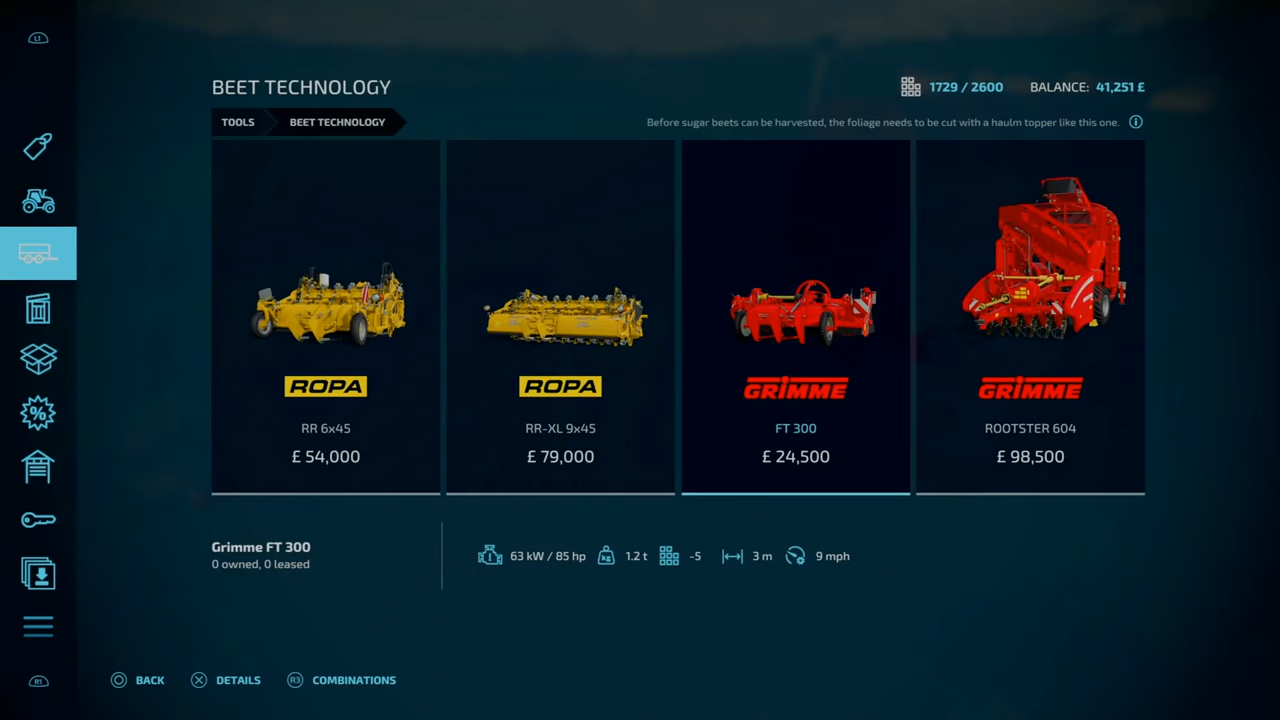 L1
BEET TECHNOLOGY
1729 / 2600
BALANCE: 41,251 £
TOOLS
BEET TECHNOLOGY
Before sugar beets can be harvested, the foliage needs to be cut with a haulm topper like this one.
ROPA
RR 6x45
£ 54,000
ROPA
RR-XL 9x45
£ 79,000
GRIMME
FT 300
£ 24,500
GRIMME
ROOTSTER 604
£ 98,500
Grimme FT 300
0 owned, 0 leased
63 kW / 85 hp
kg
1.2 t
-5
3 m
9 mph
BACK
DETAILS
R3
COMBINATIONS
R1